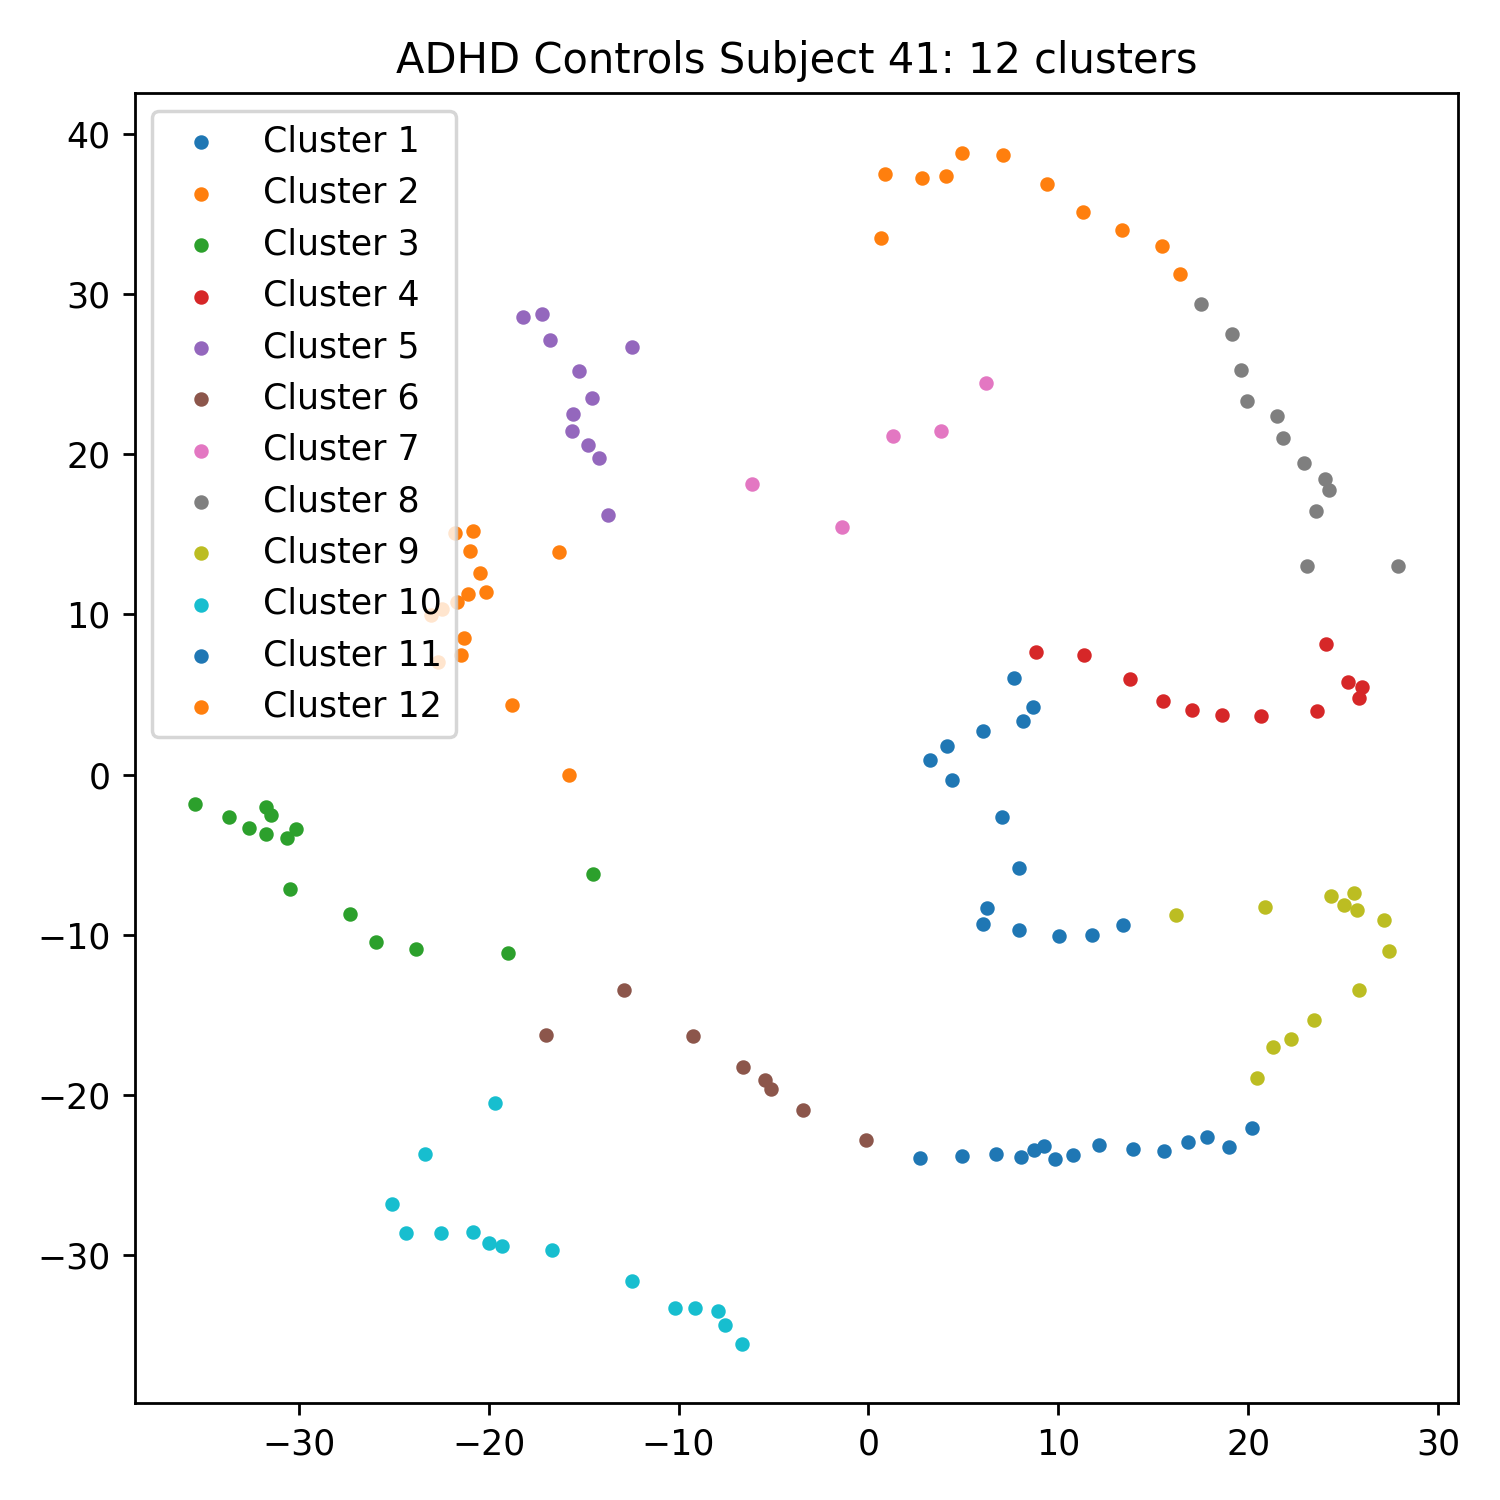 ADHD Controls Subject 41: 12 clusters
40
30
20
10
0
−10
−20
−30
Cluster 1
Cluster 2
Cluster 3
Cluster 4
Cluster 5
Cluster 6
Cluster 7
Cluster 8
Cluster 9
Cluster 10
Cluster 11
Cluster 12
−30 −20 −10 0 10 20 30